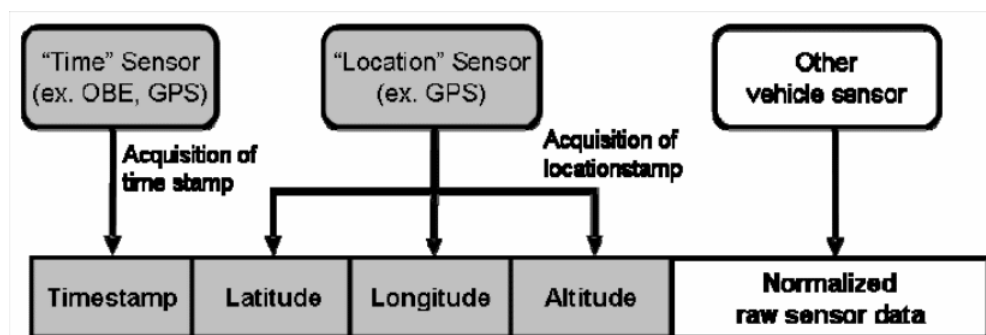 “Time” Sensor
(ex. OBE, GPS)
“Location” Sensor
(ex. GPS)
Other
vehicle sensor
Acquisition of
time stamp
Acquisition of
locationstamp
Timestamp
Latitude
Longitude
Altitude
Normalized
raw sensor data